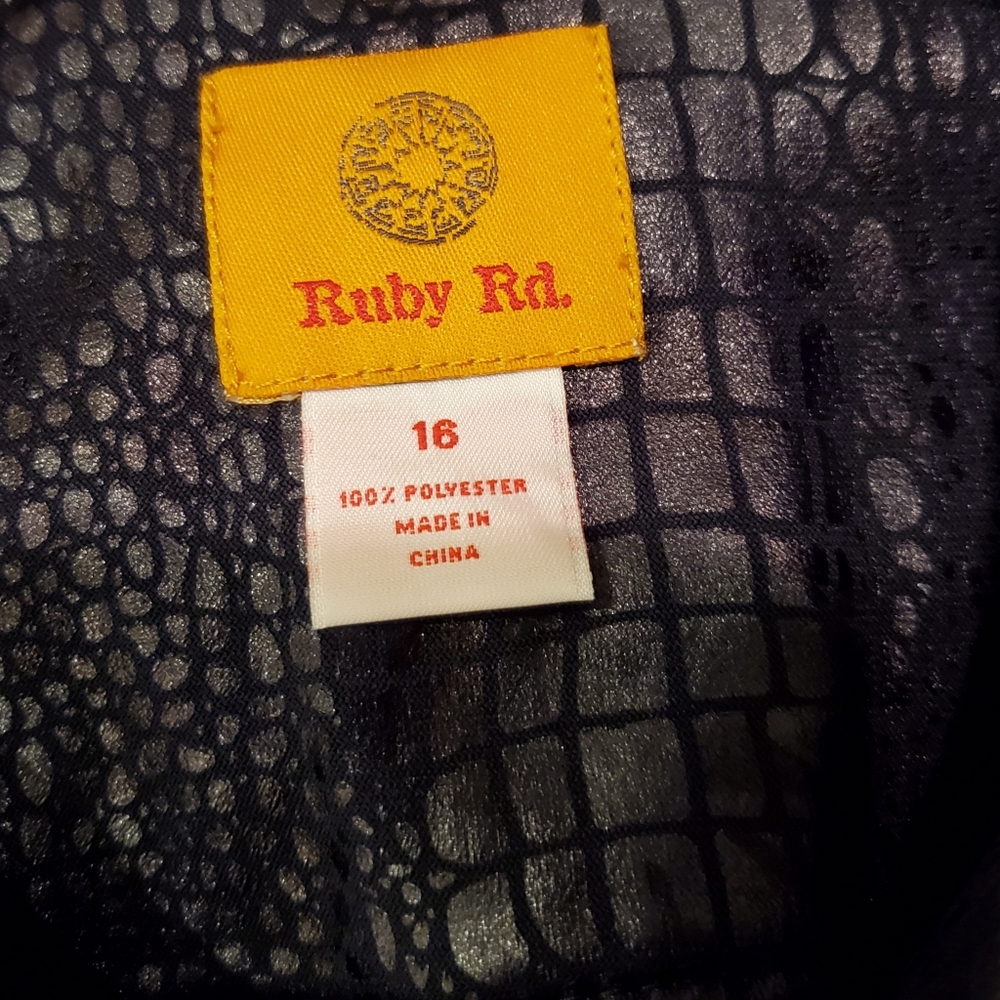 Ruby Rd.
16
100% POLYESTER
MADE IN
CHINA